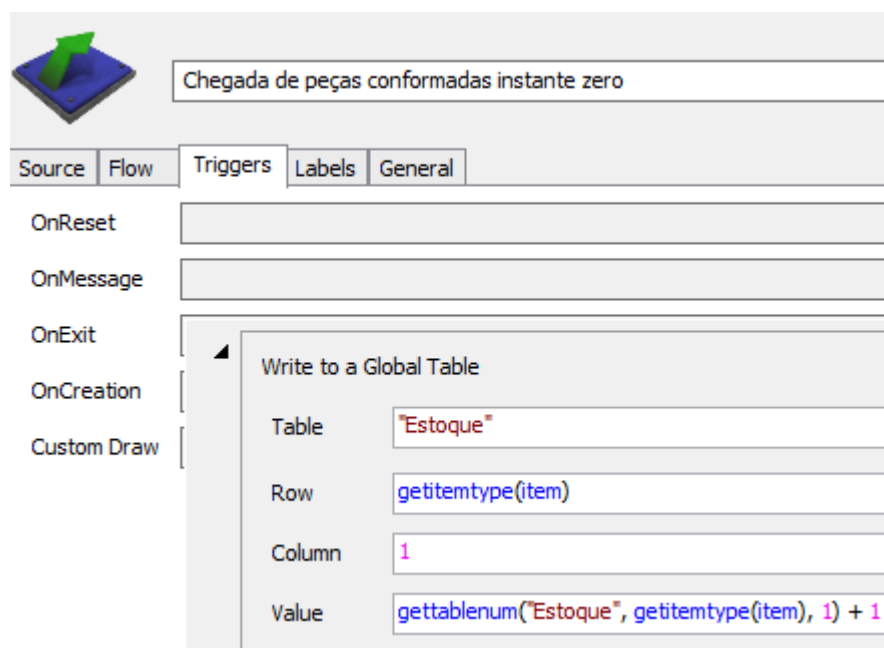 Chegada de peças conformadas instante zero
Source Flow Triggers Labels General
OnReset
OnMessage
OnExit
Write to a Global Table
OnCreation
Table "Estoque"
Custom Draw
Row getitemtype(item)
Column 1
Value gettablenum("Estoque", getitemtype(item), 1) + 1